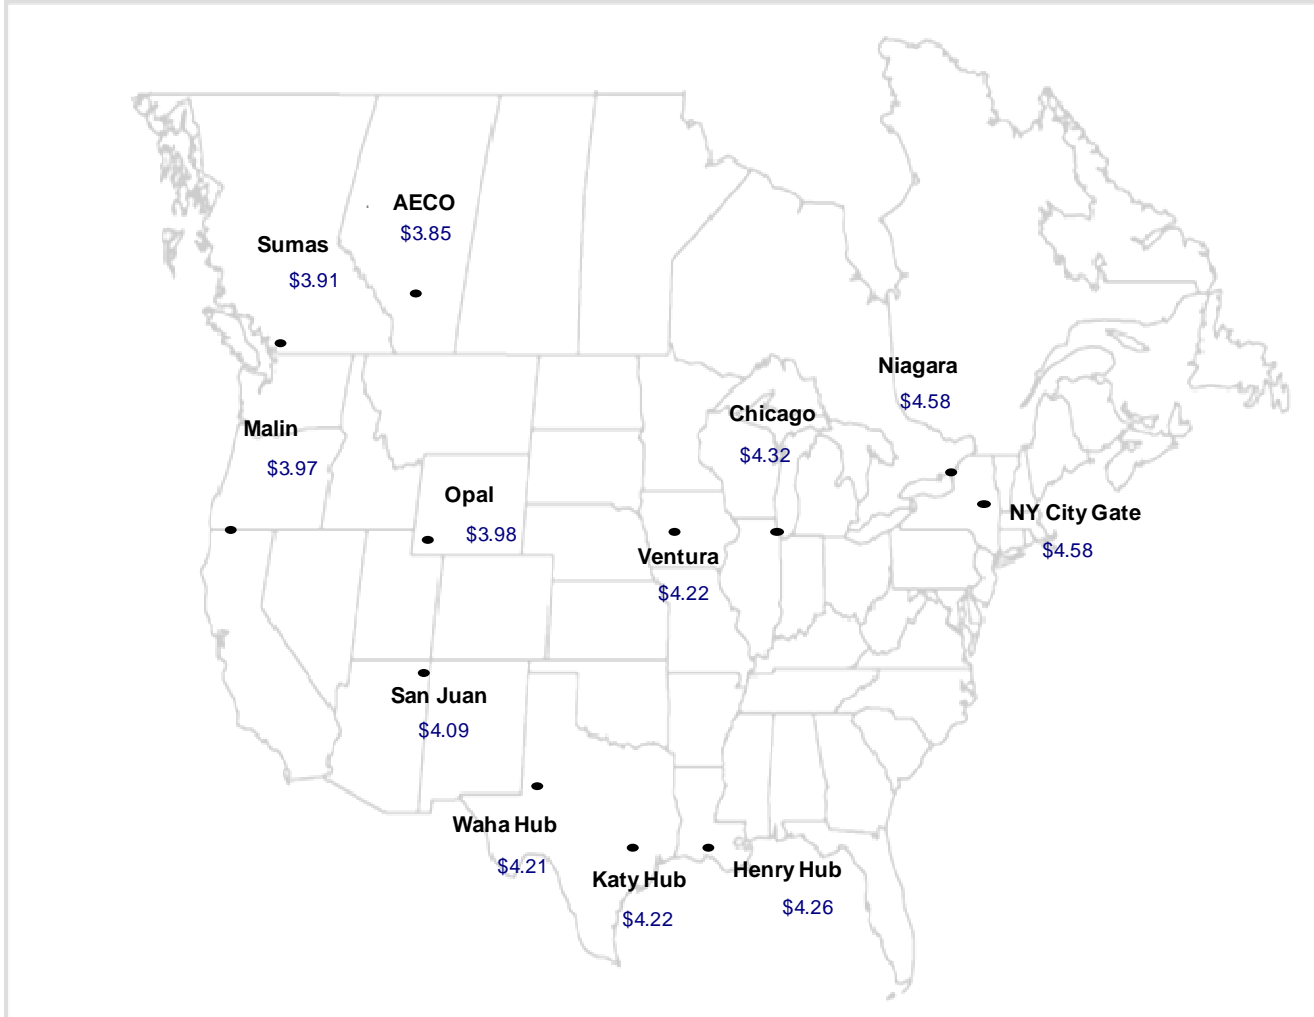 AECO
$3.85
Sumas
$3.91
Niagara
$4.58
Chicago
$4.32
Malin
$3.97
Opal
$3.98
NY City Gate
$4.58
Ventura
$4.22
San Juan
$4.09
Waha Hub
$4.21
Katy Hub
$4.22
Henry Hub
$4.26